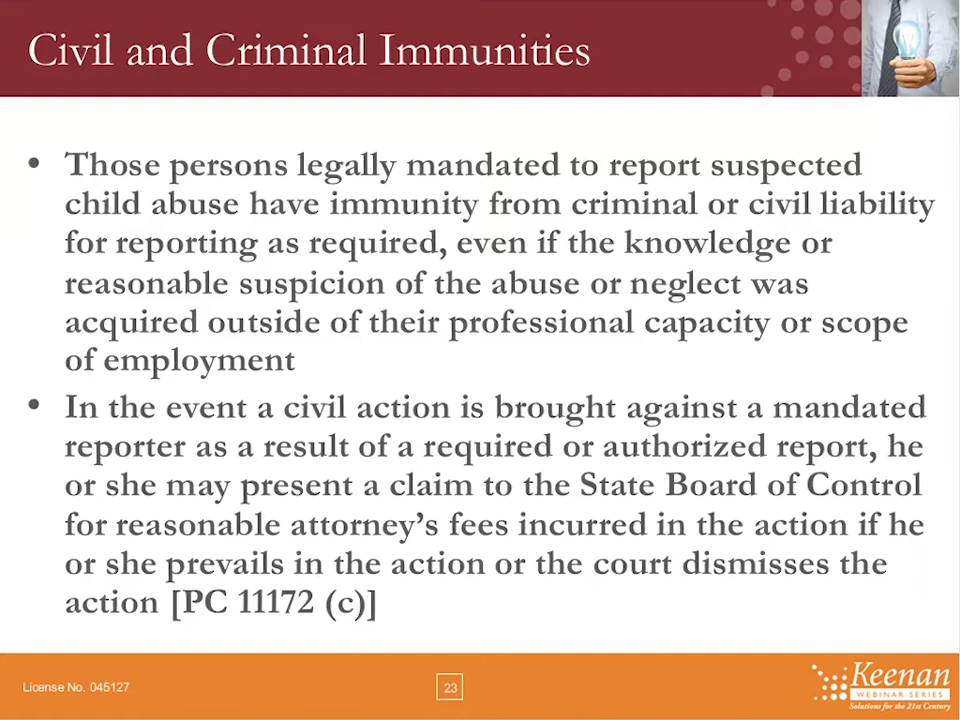 Civil and Criminal Immunities
• Those persons legally mandated to report suspected
child abuse have immunity from criminal or civil liability
for reporting as required, even if the knowledge or
reasonable suspicion of the abuse or neglect was
acquired outside of their professional capacity or scope
of employment
• In the event a civil action is brought against a mandated
reporter as a result of a required or authorized report, he
or she may present a claim to the State Board of Control
for reasonable attorney’s fees incurred in the action if he
or she prevails in the action or the court dismisses the
action [PC 11172 (c)]
License No. 045127
23
Keenan
WEBINAR SERIES
Solutions for the 21st Century